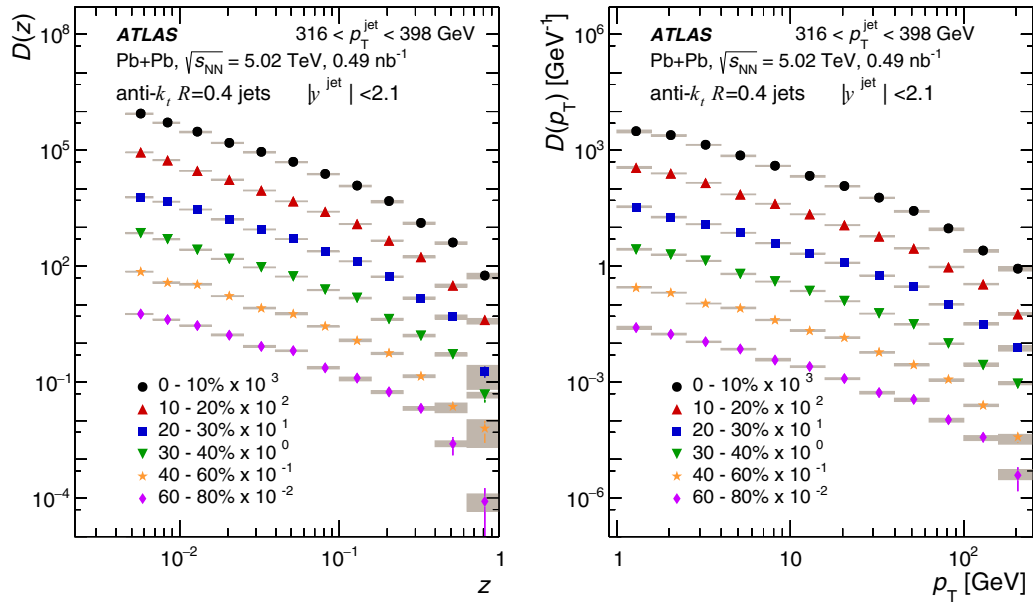 D(z)
10^8
10^5
10^2
10^-1
10^-4
ATLAS 316 < p_T^jet < 398 GeV
Pb+Pb, √s_NN = 5.02 TeV, 0.49 nb^-1
anti-k_t R=0.4 jets |y^jet| <2.1
0 - 10% x 10^3
10 - 20% x 10^2
20 - 30% x 10^1
30 - 40% x 10^0
40 - 60% x 10^-1
60 - 80% x 10^-2
10^-2 10^-1 1
z
D(p_T) [GeV^-1]
10^6
10^3
1
10^-3
10^-6
ATLAS 316 < p_T^jet < 398 GeV
Pb+Pb, √s_NN = 5.02 TeV, 0.49 nb^-1
anti-k_t R=0.4 jets |y^jet| <2.1
0 - 10% x 10^3
10 - 20% x 10^2
20 - 30% x 10^1
30 - 40% x 10^0
40 - 60% x 10^-1
60 - 80% x 10^-2
1 10 10^2
p_T [GeV]